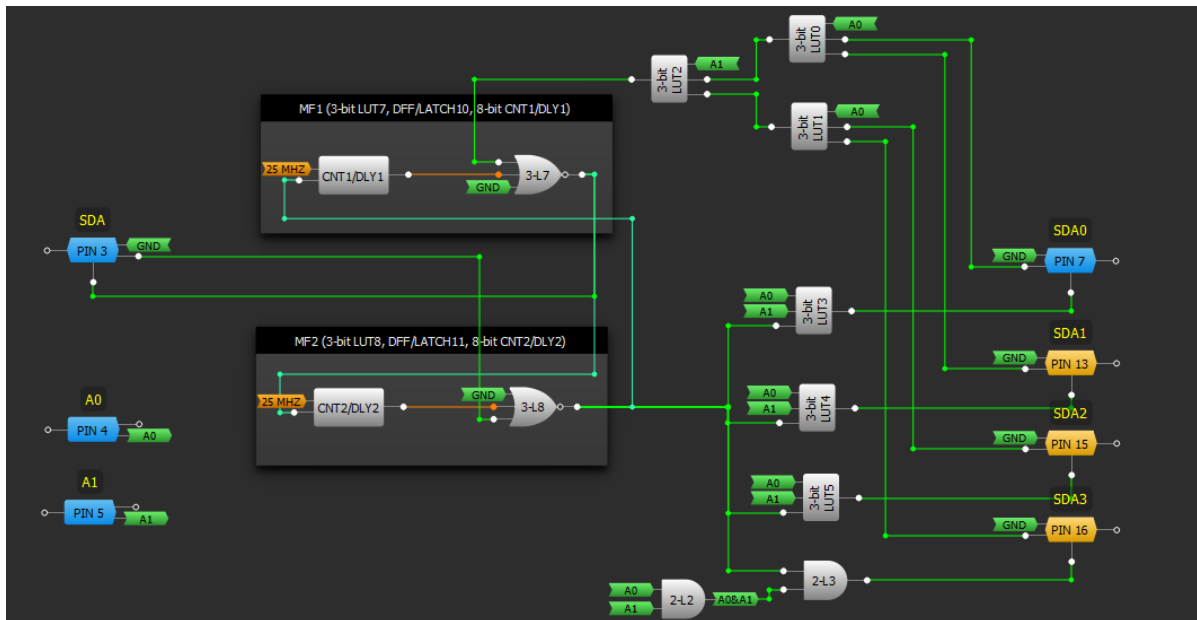 3-bit
LUT0
A0
3-bit
LUT2
A1
3-bit
LUT1
A0
MF1 (3-bit LUT7, DFF/LATCH10, 8-bit CNT1/DLY1)
25 MHZ
CNT1/DLY1
3-L7
GND
SDA
PIN 3
GND
SDA0
GND
PIN 7
A0
A1
3-bit
LUT3
MF2 (3-bit LUT8, DFF/LATCH11, 8-bit CNT2/DLY2)
25 MHZ
CNT2/DLY2
GND
3-L8
SDA1
GND
PIN 13
A0
A1
3-bit
LUT4
A0
PIN 4
A0
SDA2
GND
PIN 15
A1
PIN 5
A1
A0
A1
3-bit
LUT5
SDA3
GND
PIN 16
A0
A1
2-L2
A0&A1
2-L3